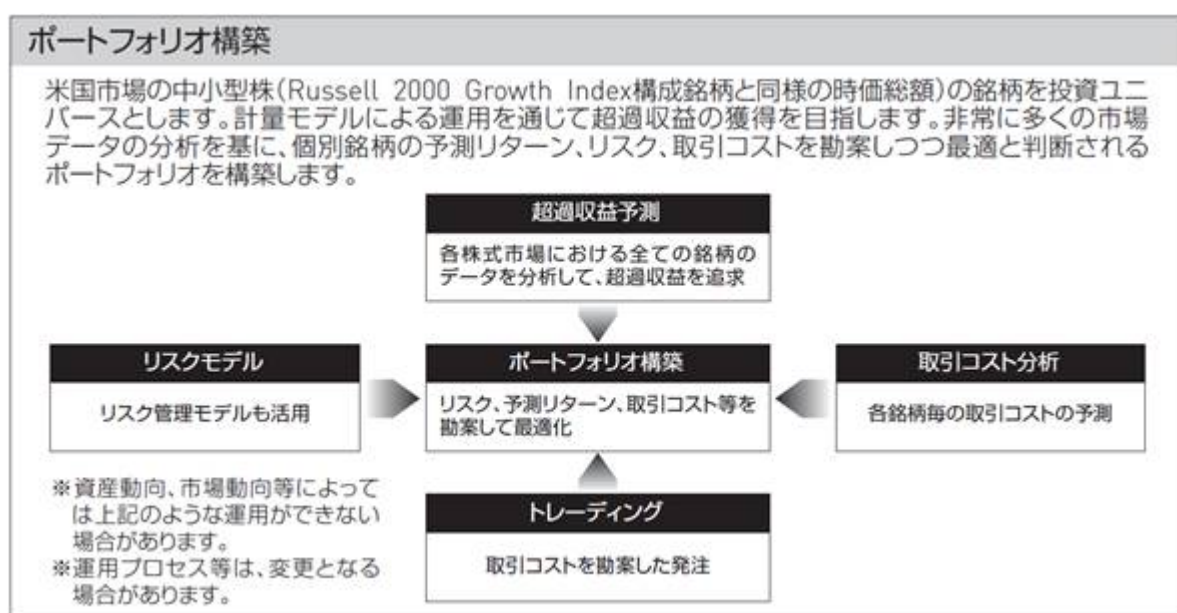 ポートフォリオ構築
米国市場の中小型株(Russell 2000 Growth Index構成銘柄と同様の時価総額)の銘柄を投資ユニ
バースとします。計量モデルによる運用を通じて超過収益の獲得を目指します。非常に多くの市場
データの分析を基に、個別銘柄の予測リターン、リスク、取引コストを勘案しつつ最適と判断される
ポートフォリオを構築します。
超過収益予測
各株式市場における全ての銘柄の
データを分析して、超過収益を追求
リスクモデル
リスク管理モデルも活用
ポートフォリオ構築
リスク、予測リターン、取引コスト等を
勘案して最適化
取引コスト分析
各銘柄毎の取引コストの予測
トレーディング
取引コストを勘案した発注
※資産動向、市場動向等によって
は上記のような運用ができない
場合があります。
※運用プロセス等は、変更となる
場合があります。